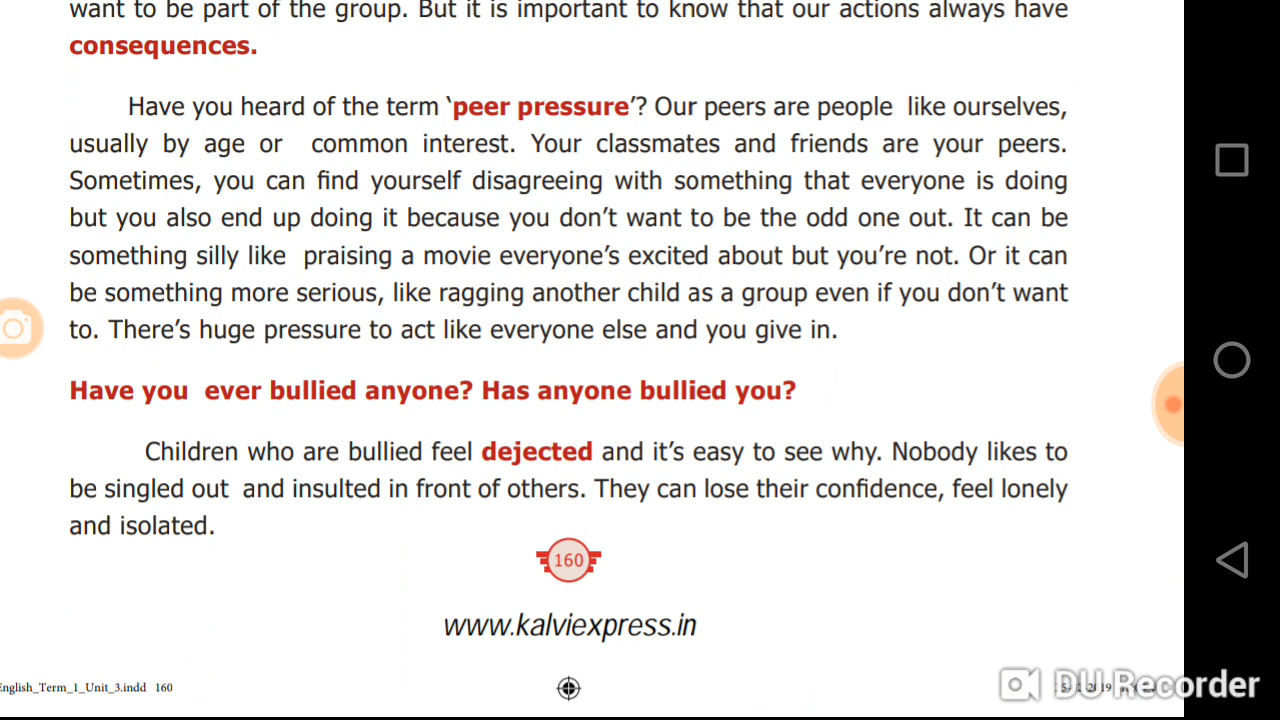 want to be part of the group. But it is important to know that our actions always have
consequences.
Have you heard of the term ‘peer pressure’? Our peers are people like ourselves,
usually by age or common interest. Your classmates and friends are your peers.
Sometimes, you can find yourself disagreeing with something that everyone is doing
but you also end up doing it because you don’t want to be the odd one out. It can be
something silly like praising a movie everyone’s excited about but you’re not. Or it can
be something more serious, like ragging another child as a group even if you don’t want
to. There’s huge pressure to act like everyone else and you give in.
Have you ever bullied anyone? Has anyone bullied you?
Children who are bullied feel dejected and it’s easy to see why. Nobody likes to
be singled out and insulted in front of others. They can lose their confidence, feel lonely
and isolated.
160
www.kalviexpress.in
English_Term_1_Unit_3.indd 160
DU Recorder